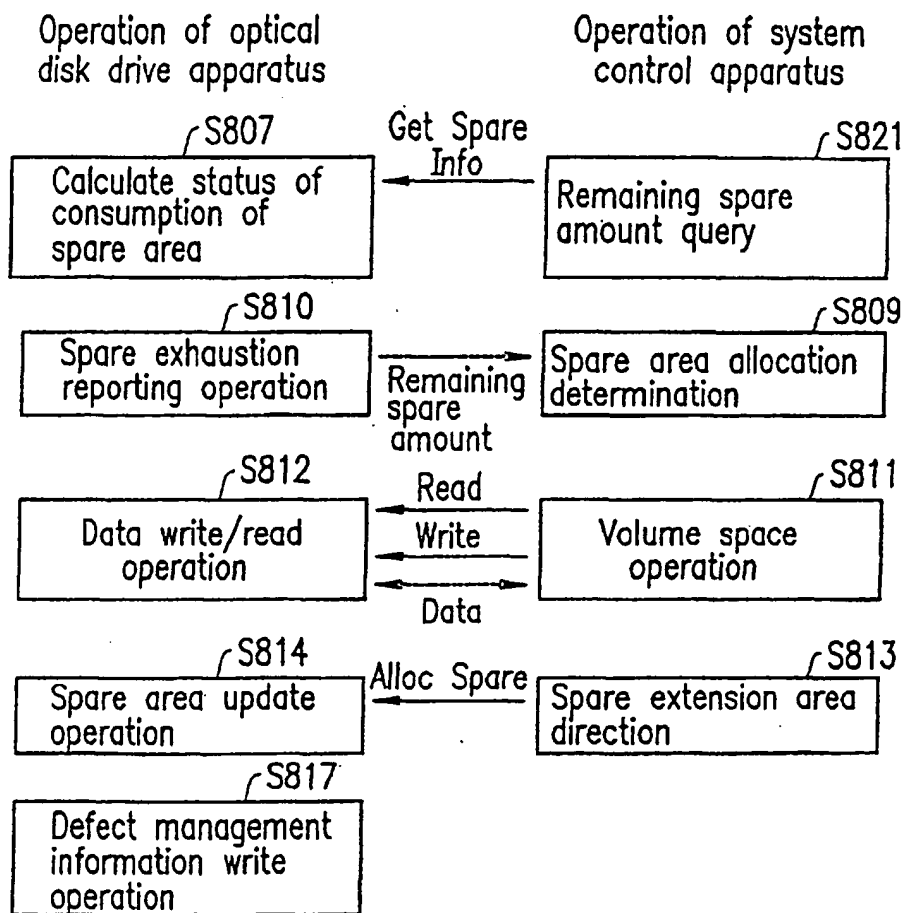 Operation of optical
disk drive apparatus
Operation of system
control apparatus
S807
Get Spare
Info
S821
Calculate status of
consumption of
spare area
Remaining spare
amount query
S810
S809
Spare exhaustion
reporting operation
Remaining
spare
amount
Spare area allocation
determination
S812
Read
Write
Data
S811
Data write/read
operation
Volume space
operation
S814
Alloc Spare
S813
Spare area update
operation
Spare extension area
direction
S817
Defect management
information write
operation